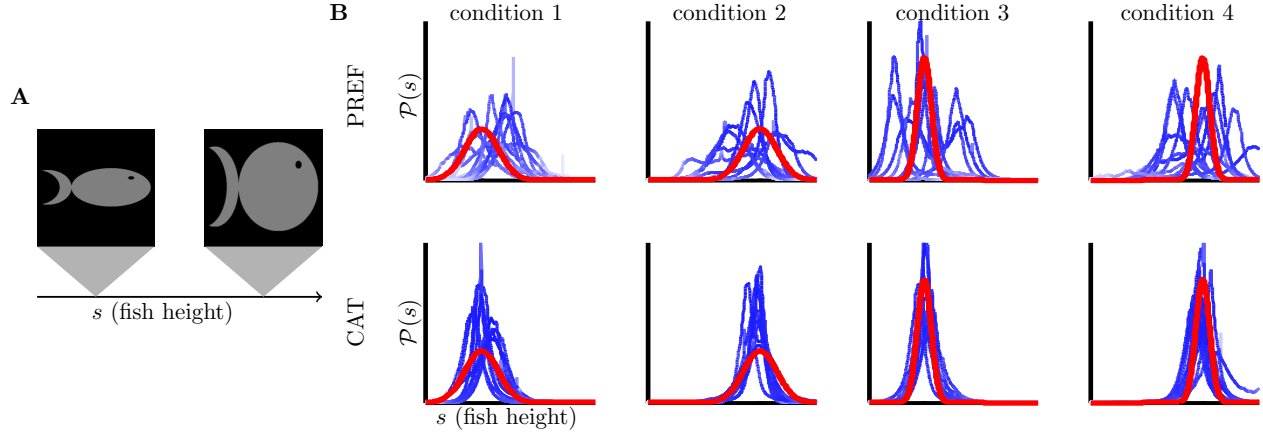 A
s (fish height)
B
condition 1
condition 2
condition 3
condition 4
PREF
𝒫(s)
CAT
𝒫(s)
s (fish height)